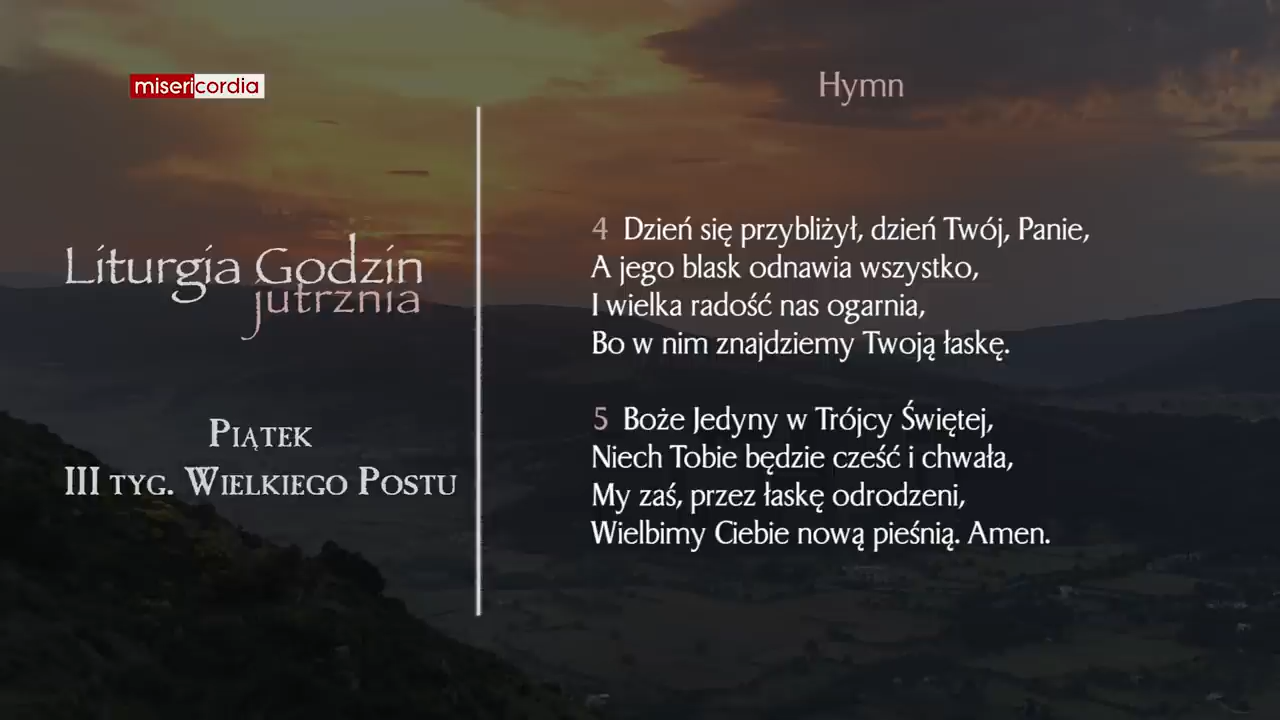 misericordia
Liturgia Godzin
jutrznia
Piątek
III tyg. Wielkiego Postu
Hymn
4 Dzień się przybliżył, dzień Twój, Panie,
A jego blask odnawia wszystko,
I wielka radość nas ogarnia,
Bo w nim znajdziemy Twoją łaskę.
5 Boże Jedyny w Trójcy Świętej,
Niech Tobie będzie cześć i chwała,
My zaś, przez łaskę odrodzeni,
Wielbimy Ciebie nową pieśnią. Amen.